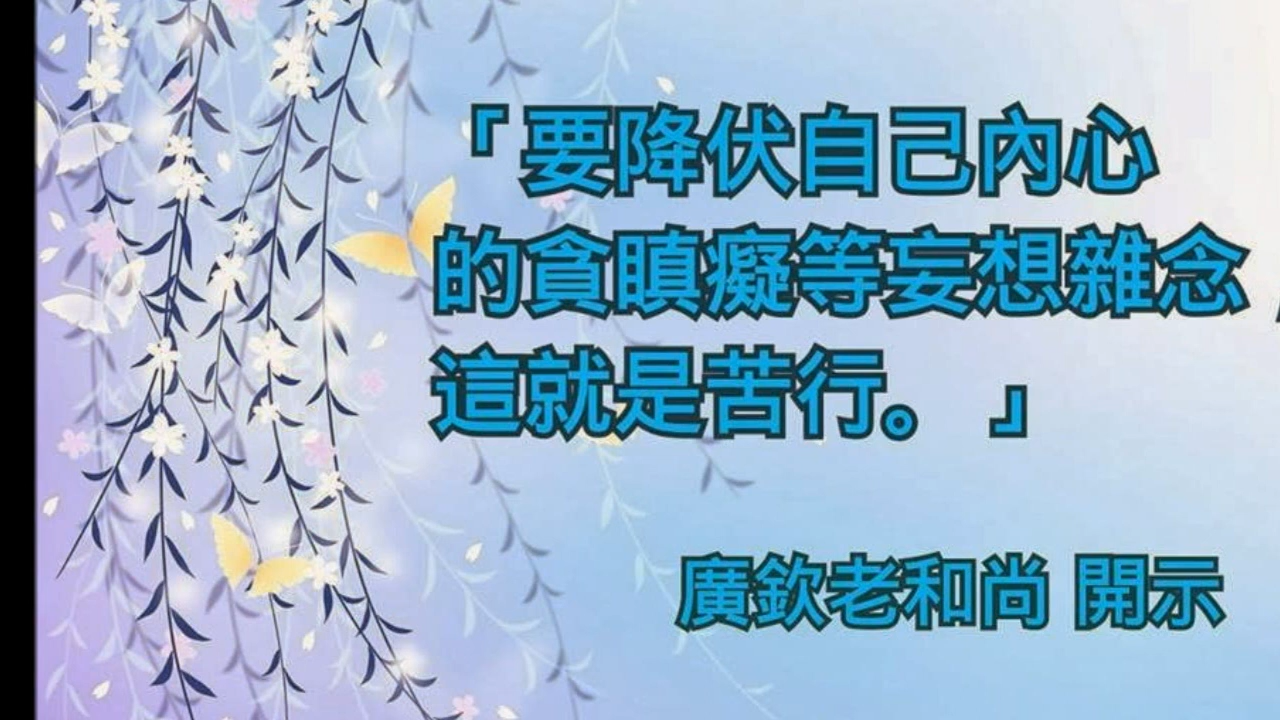 「要降伏自己內心
的貪瞋癡等妄想雜念,
這就是苦行。」
廣欽老和尚 開示